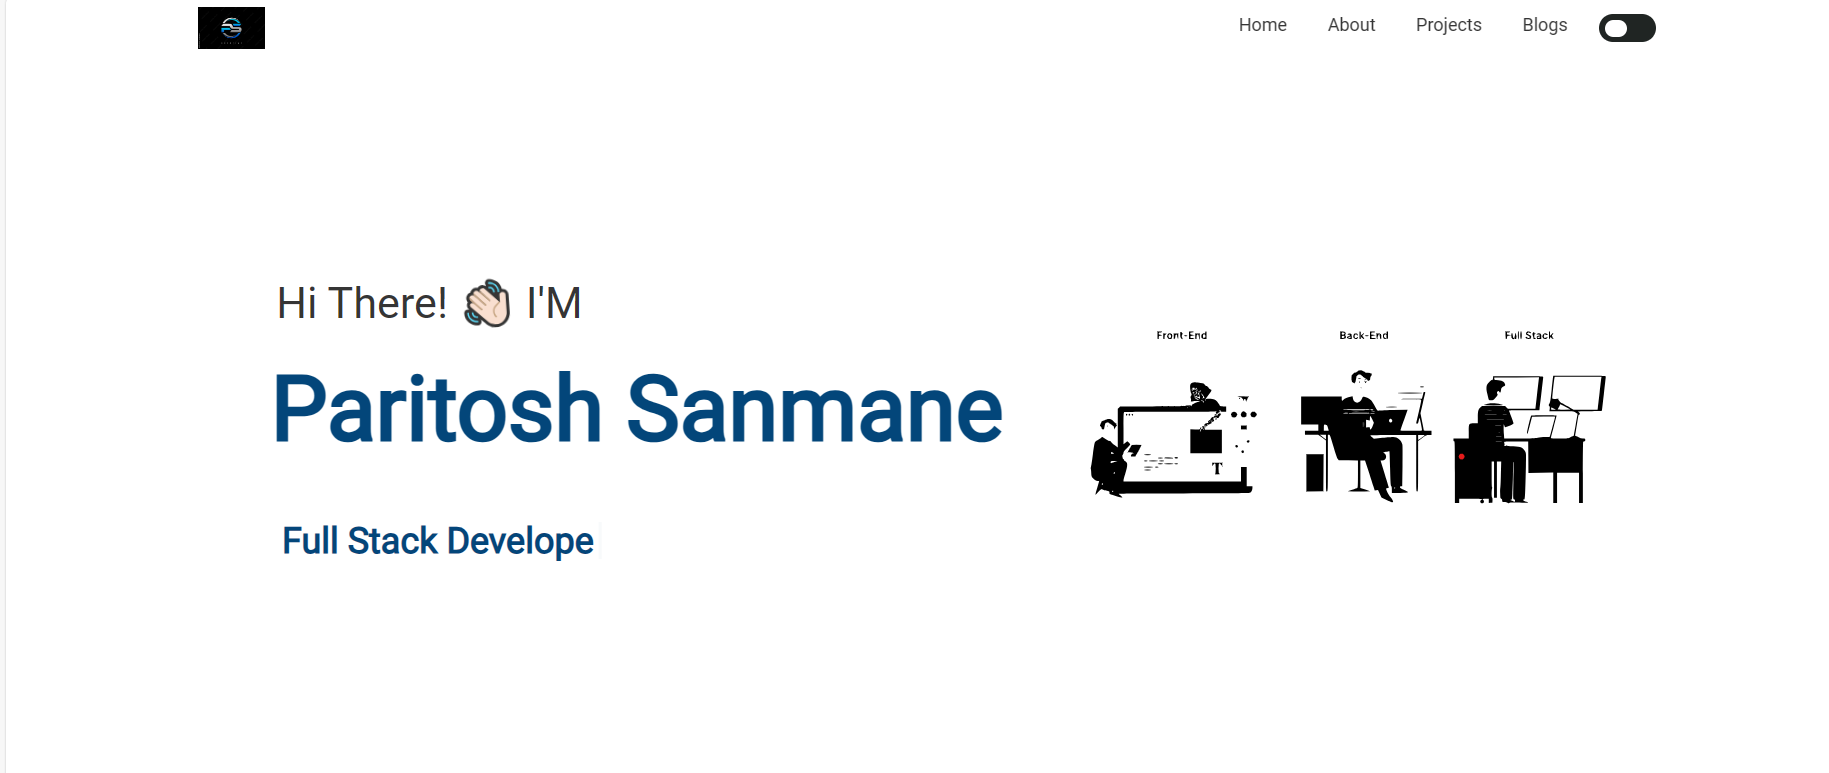 Home About Projects Blogs
Hi There! 👋🏻 I'M
Paritosh Sanmane
Full Stack Develope
Front-End Back-End Full Stack
T